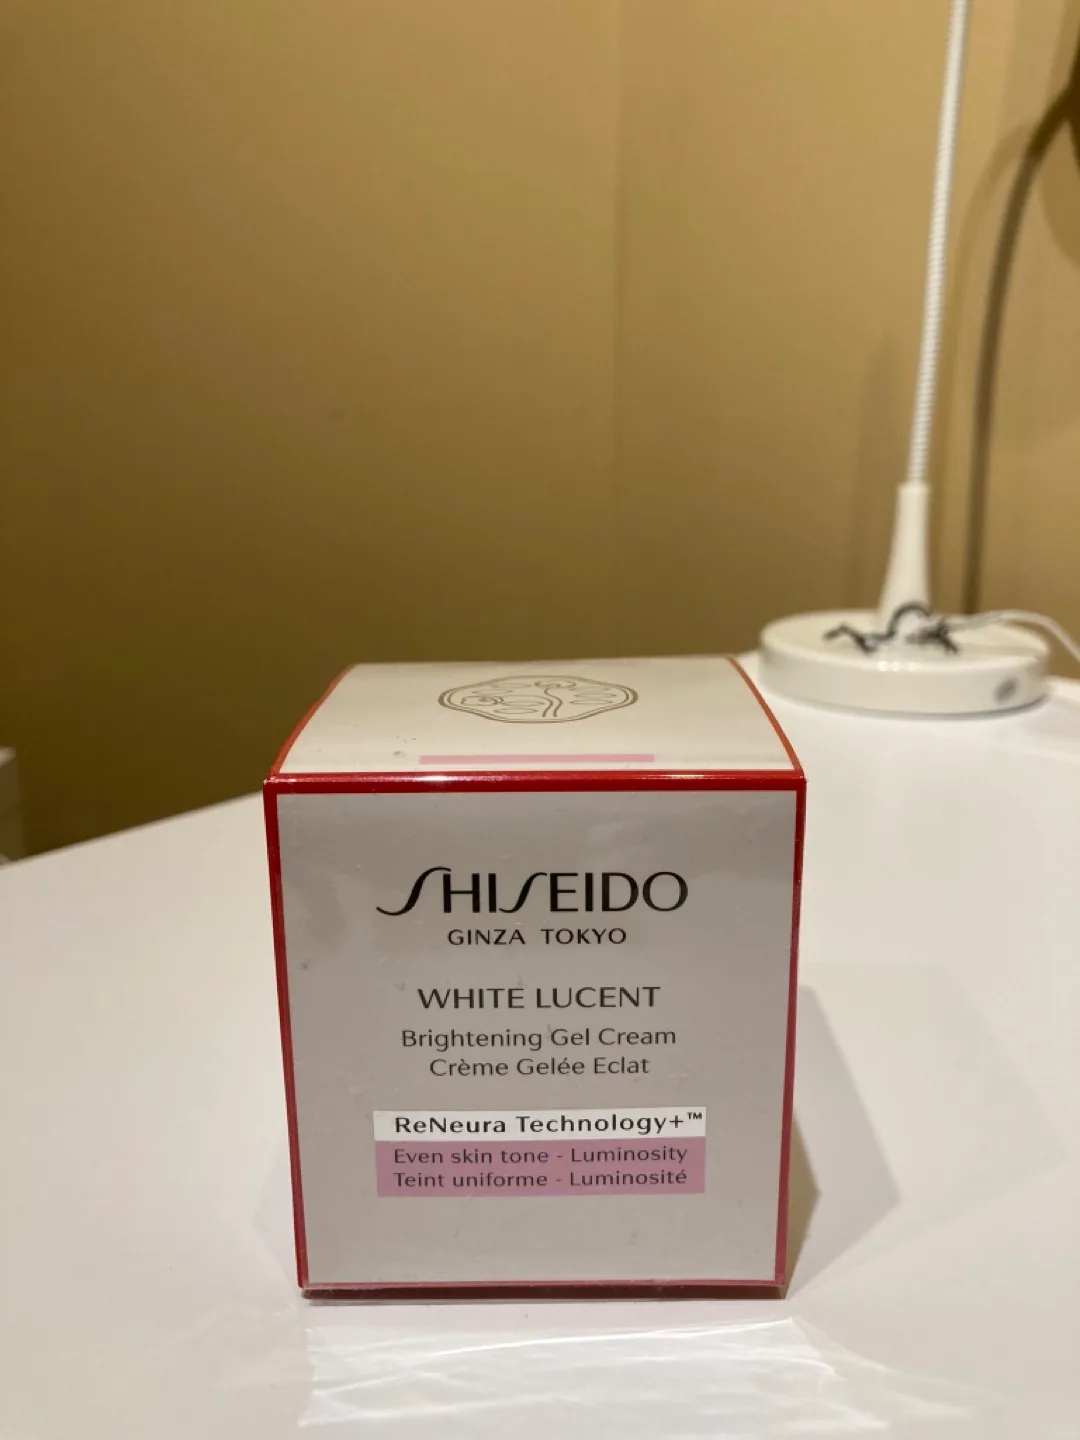 SHISEIDO
GINZA TOKYO
WHITE LUCENT
Brightening Gel Cream
Crème Gelée Eclat
ReNeura Technology+™
Even skin tone - Luminosity
Teint uniforme - Luminosité